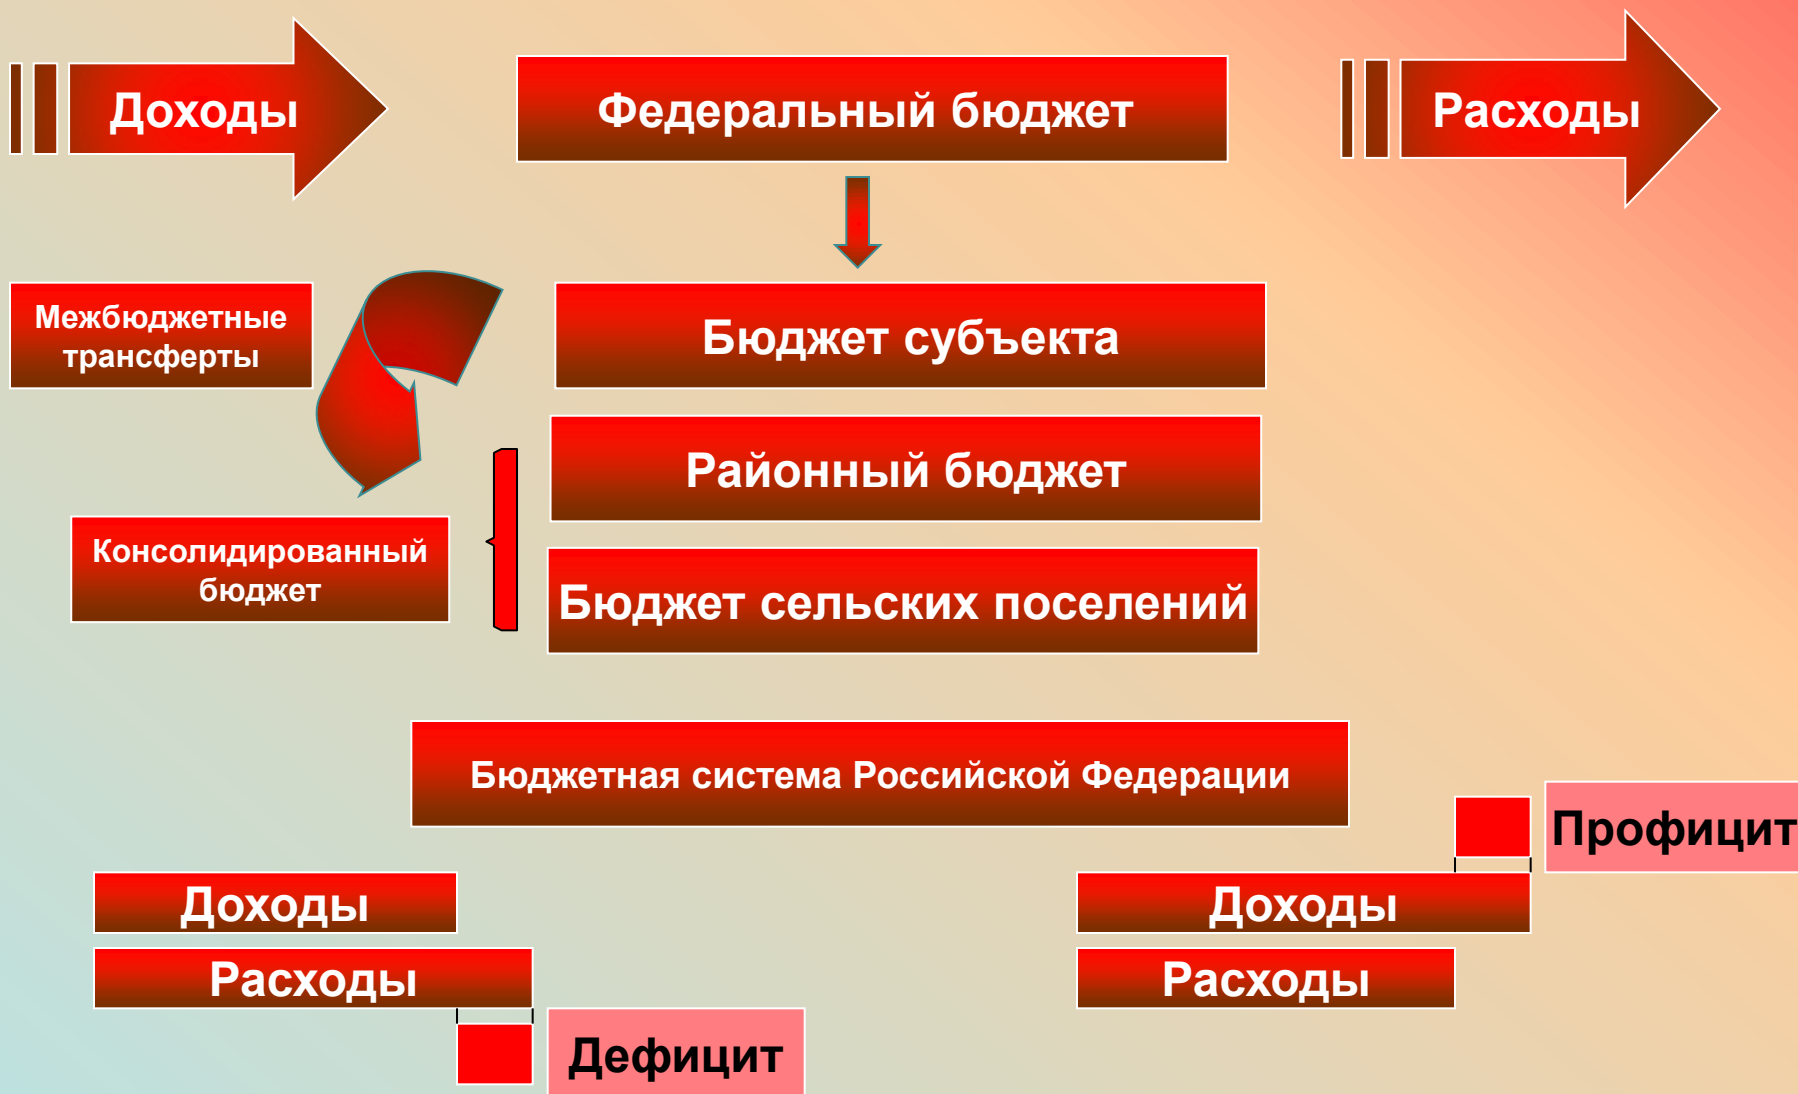 Доходы
Федеральный бюджет
Расходы
Межбюджетные
трансферты
Бюджет субъекта
Районный бюджет
Консолидированный
бюджет
Бюджет сельских поселений
Бюджетная система Российской Федерации
Профицит
Доходы
Расходы
Дефицит
Доходы
Расходы